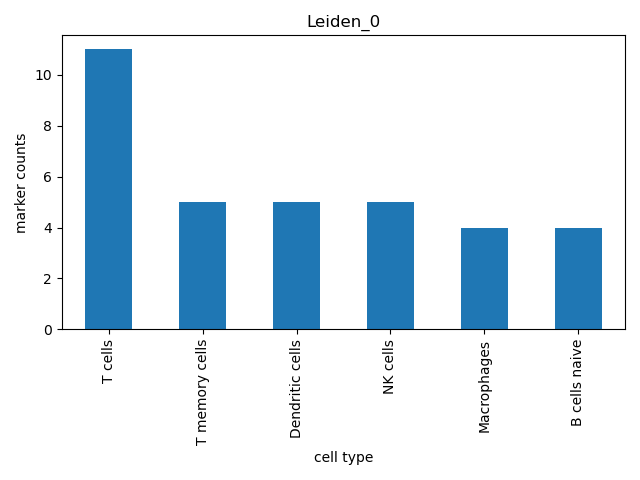 Leiden_0
marker counts
10
8
6
4
2
0
T cells
T memory cells
Dendritic cells
NK cells
Macrophages
B cells naive
cell type